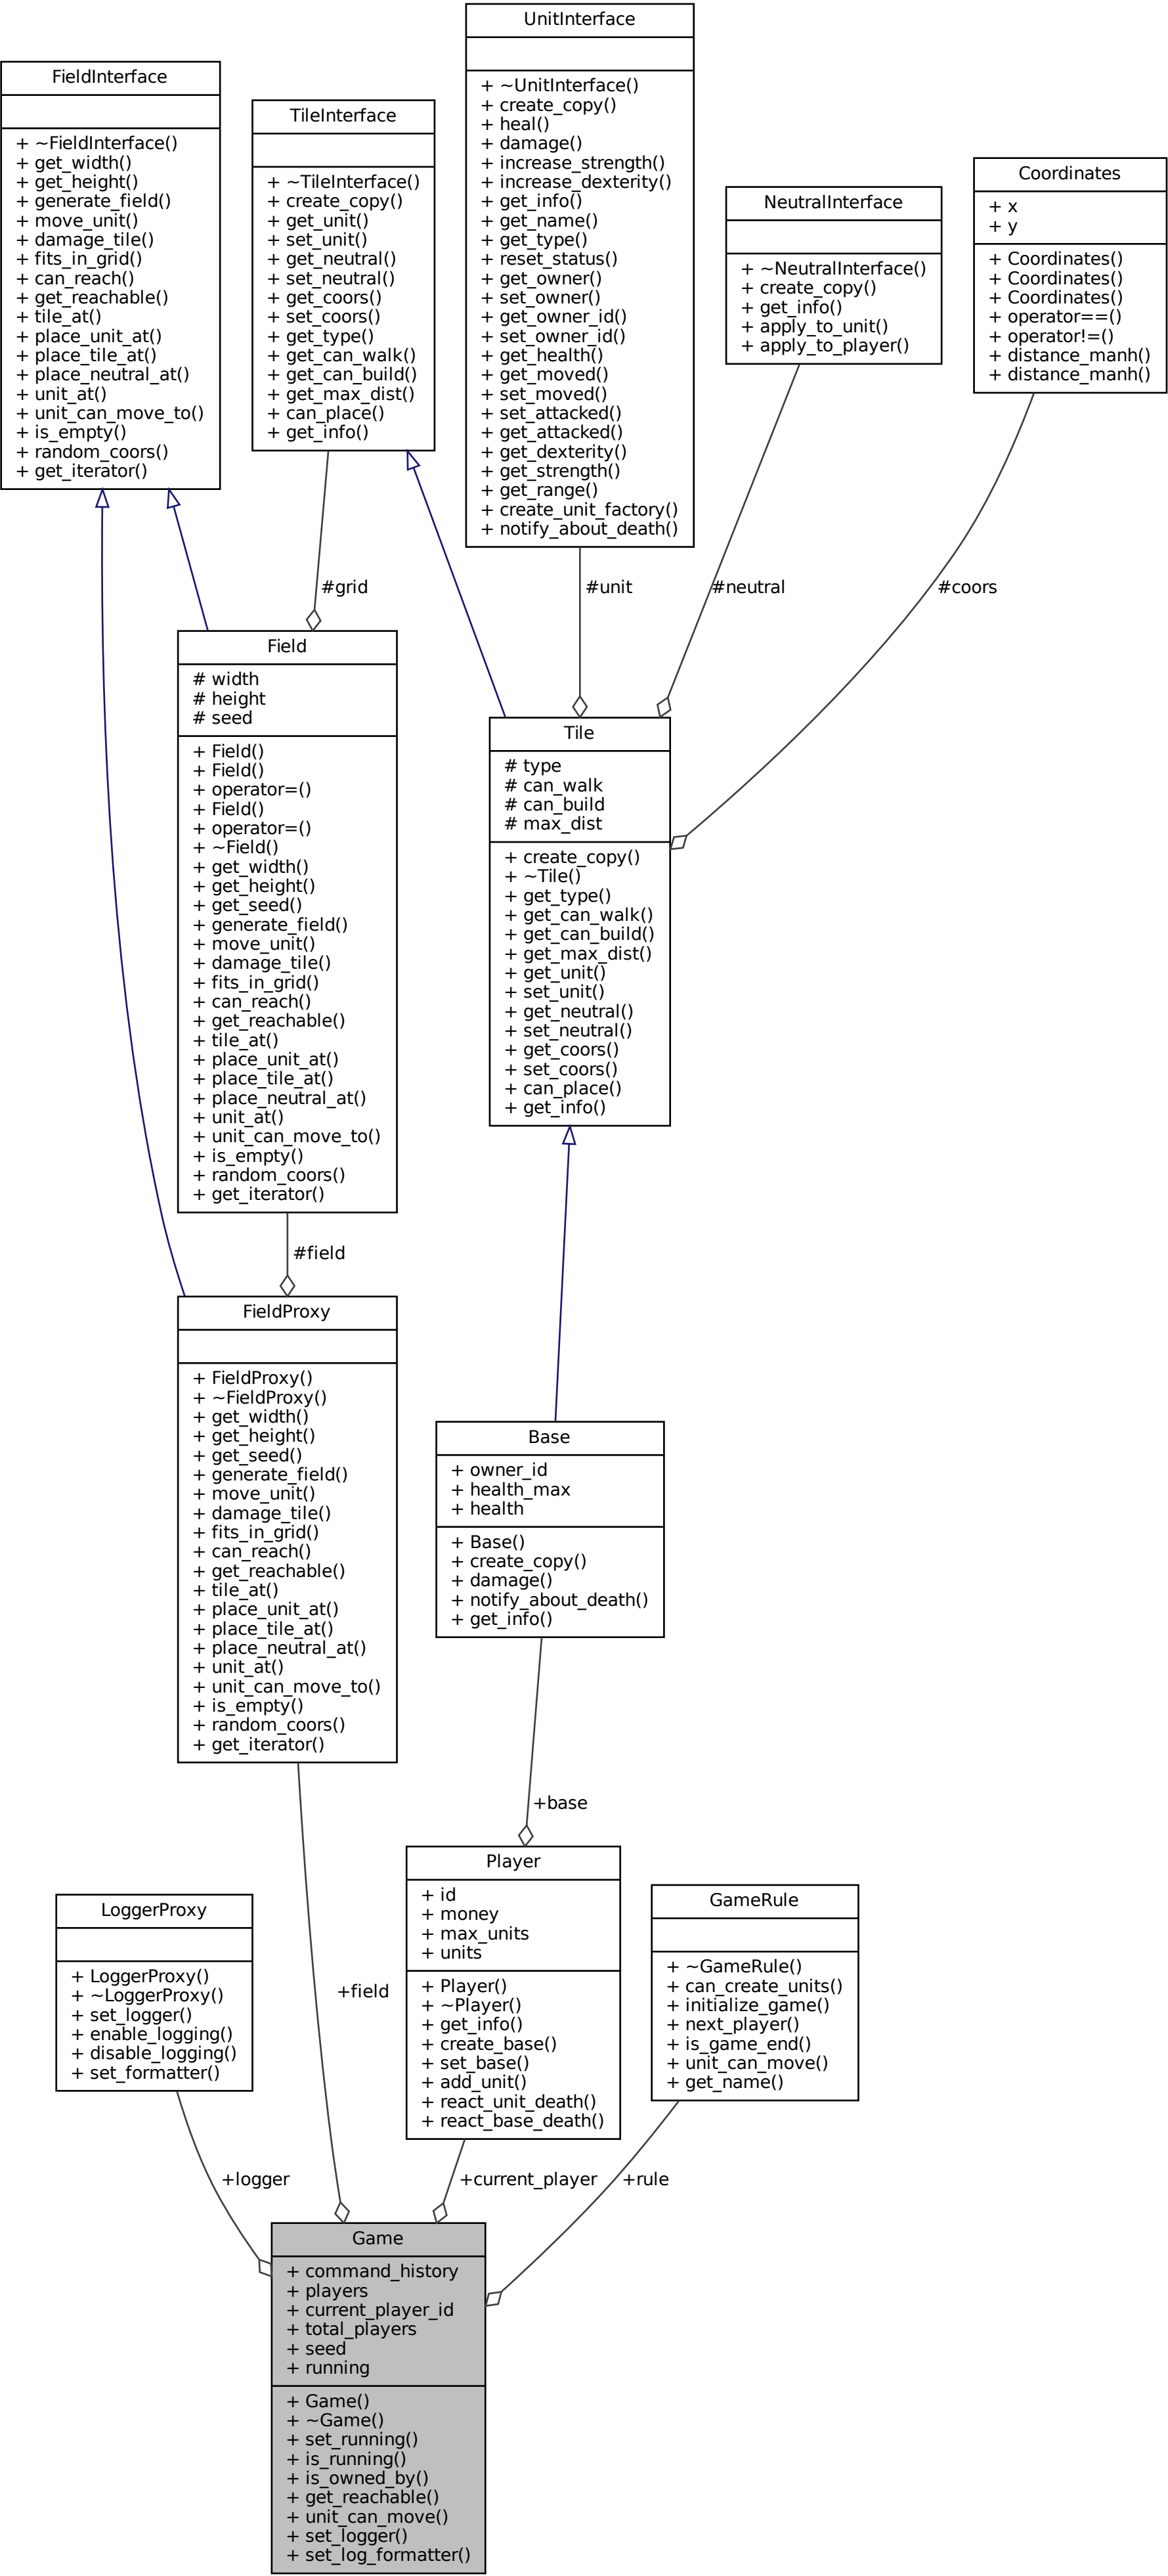 UnitInterface
+ ~UnitInterface()
+ create_copy()
+ heal()
+ damage()
+ increase_strength()
+ increase_dexterity()
+ get_info()
+ get_name()
+ get_type()
+ reset_status()
+ get_owner()
+ set_owner()
+ get_owner_id()
+ set_owner_id()
+ get_health()
+ get_moved()
+ set_moved()
+ set_attacked()
+ get_attacked()
+ get_dexterity()
+ get_strength()
+ get_range()
+ create_unit_factory()
+ notify_about_death()
FieldInterface
+ ~FieldInterface()
+ get_width()
+ get_height()
+ generate_field()
+ move_unit()
+ damage_tile()
+ fits_in_grid()
+ can_reach()
+ get_reachable()
+ tile_at()
+ place_unit_at()
+ place_tile_at()
+ place_neutral_at()
+ unit_at()
+ unit_can_move_to()
+ is_empty()
+ random_coors()
+ get_iterator()
TileInterface
+ ~TileInterface()
+ create_copy()
+ get_unit()
+ set_unit()
+ get_neutral()
+ set_neutral()
+ get_coors()
+ set_coors()
+ get_type()
+ get_can_walk()
+ get_can_build()
+ get_max_dist()
+ can_place()
+ get_info()
NeutralInterface
+ ~NeutralInterface()
+ create_copy()
+ get_info()
+ apply_to_unit()
+ apply_to_player()
Coordinates
+ x
+ y
+ Coordinates()
+ Coordinates()
+ Coordinates()
+ operator==()
+ operator!=()
+ distance_manh()
+ distance_manh()
#grid
#unit
#neutral
#coors
Field
# width
# height
# seed
+ Field()
+ Field()
+ operator=()
+ Field()
+ operator=()
+ ~Field()
+ get_width()
+ get_height()
+ get_seed()
+ generate_field()
+ move_unit()
+ damage_tile()
+ fits_in_grid()
+ can_reach()
+ get_reachable()
+ tile_at()
+ place_unit_at()
+ place_tile_at()
+ place_neutral_at()
+ unit_at()
+ unit_can_move_to()
+ is_empty()
+ random_coors()
+ get_iterator()
Tile
# type
# can_walk
# can_build
# max_dist
+ create_copy()
+ ~Tile()
+ get_type()
+ get_can_walk()
+ get_can_build()
+ get_max_dist()
+ get_unit()
+ set_unit()
+ get_neutral()
+ set_neutral()
+ get_coors()
+ set_coors()
+ can_place()
+ get_info()
#field
FieldProxy
+ FieldProxy()
+ ~FieldProxy()
+ get_width()
+ get_height()
+ get_seed()
+ generate_field()
+ move_unit()
+ damage_tile()
+ fits_in_grid()
+ can_reach()
+ get_reachable()
+ tile_at()
+ place_unit_at()
+ place_tile_at()
+ place_neutral_at()
+ unit_at()
+ unit_can_move_to()
+ is_empty()
+ random_coors()
+ get_iterator()
Base
+ owner_id
+ health_max
+ health
+ Base()
+ create_copy()
+ damage()
+ notify_about_death()
+ get_info()
+base
LoggerProxy
+ LoggerProxy()
+ ~LoggerProxy()
+ set_logger()
+ enable_logging()
+ disable_logging()
+ set_formatter()
+field
Player
+ id
+ money
+ max_units
+ units
+ Player()
+ ~Player()
+ get_info()
+ create_base()
+ set_base()
+ add_unit()
+ react_unit_death()
+ react_base_death()
GameRule
+ ~GameRule()
+ can_create_units()
+ initialize_game()
+ next_player()
+ is_game_end()
+ unit_can_move()
+ get_name()
+logger
+current_player
+rule
Game
+ command_history
+ players
+ current_player_id
+ total_players
+ seed
+ running
+ Game()
+ ~Game()
+ set_running()
+ is_running()
+ is_owned_by()
+ get_reachable()
+ unit_can_move()
+ set_logger()
+ set_log_formatter()